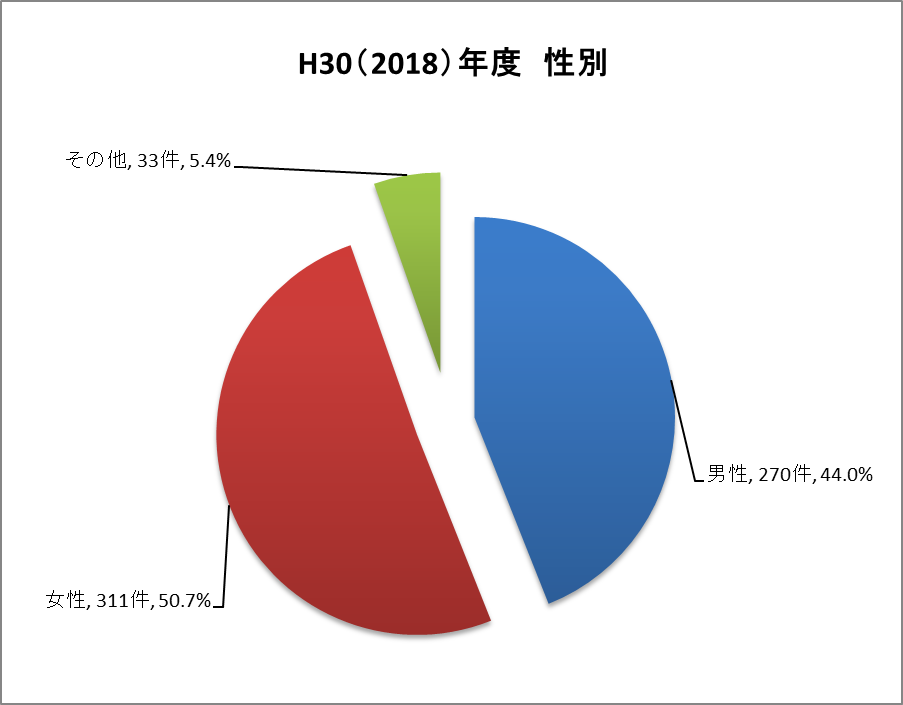 H30(2018)年度　性別
その他, 33件, 5.4%
男性, 270件, 44.0%
女性, 311件, 50.7%